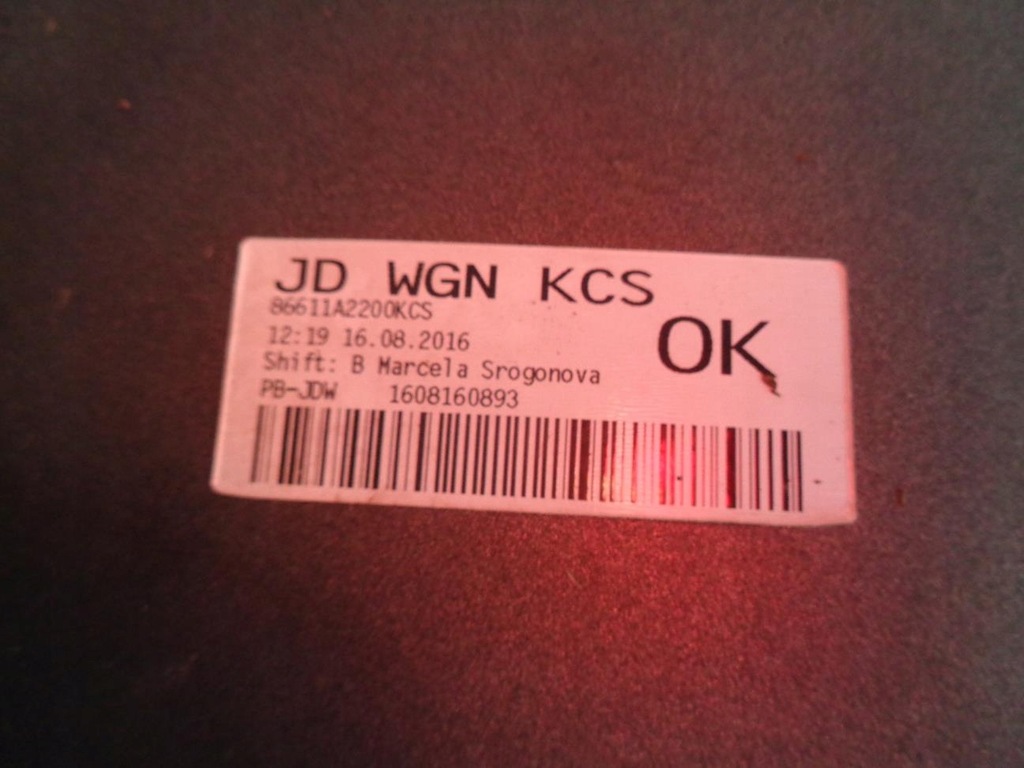 JD WGN KCS
86611A2200KCS
OK
12:19 16.08.2016
Shift: B Marcela Srogonova
PB-JDW 1608160893